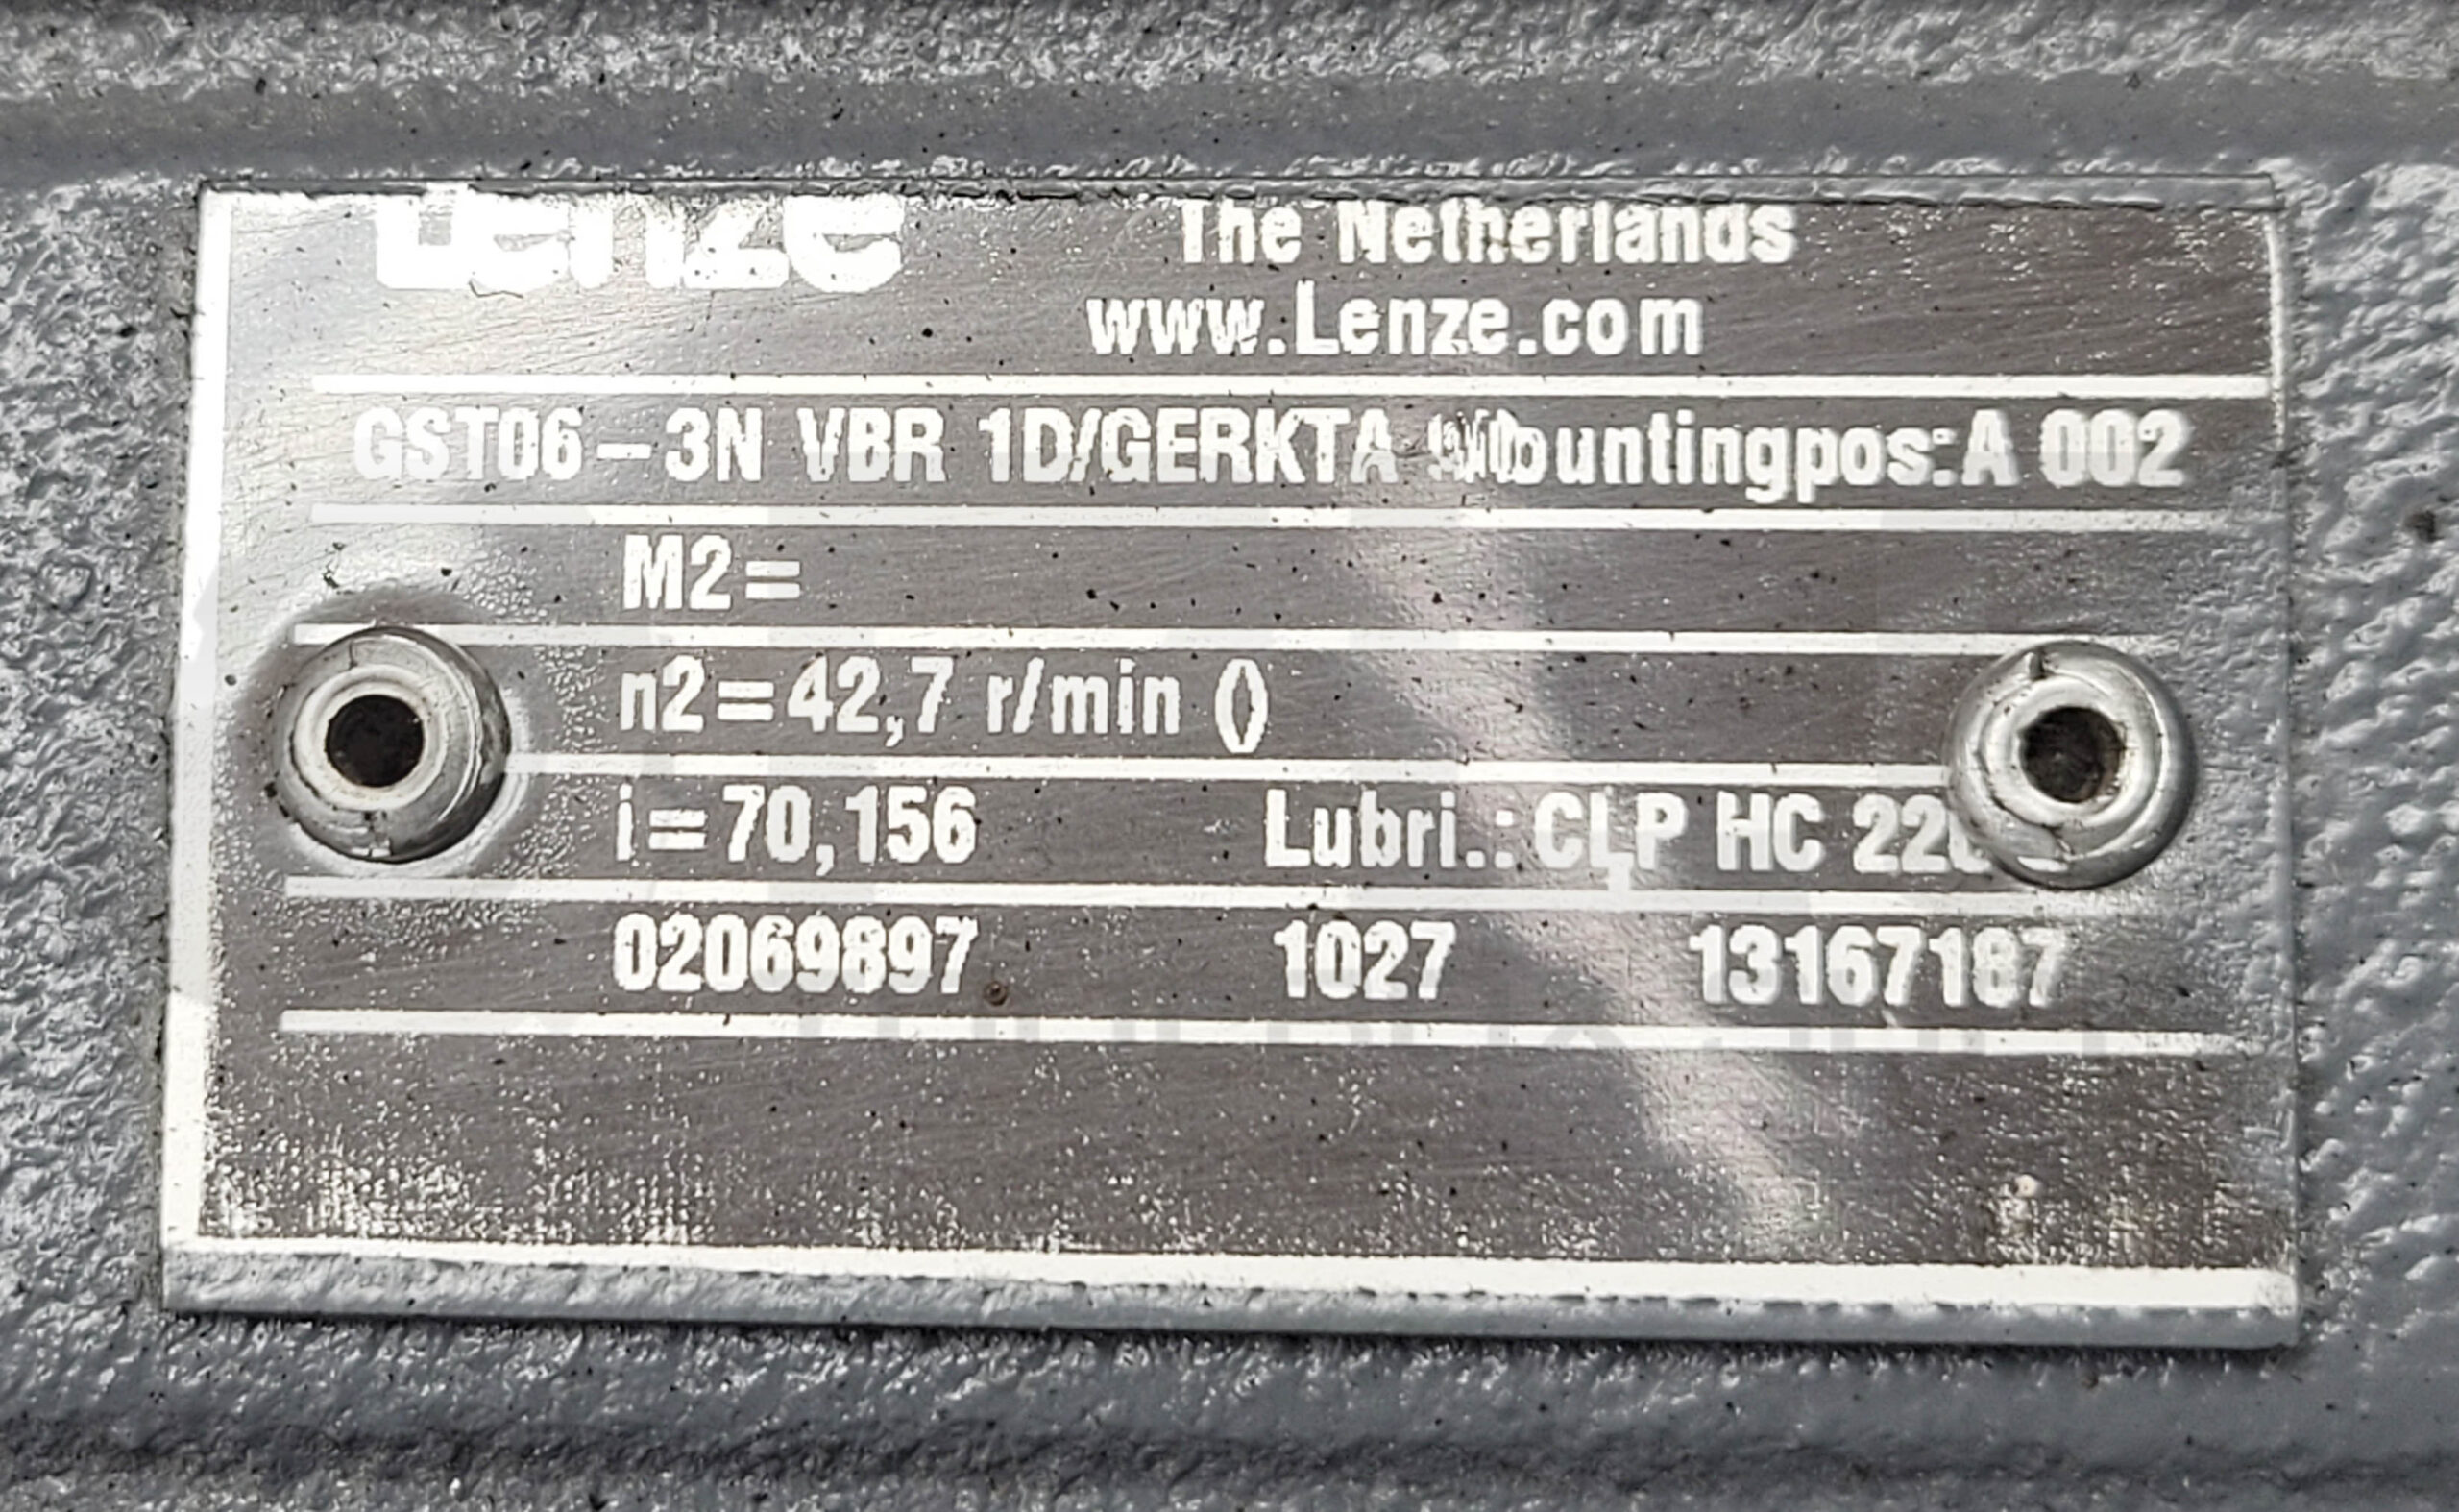 Lenze The Netherlands
www.Lenze.com
GST06-3N VBR 1D/GERKTA Mountingpos:A 002
M2=
n2=42,7 r/min ()
i=70,156 Lubri.: CLP HC 220
02069897 1027 13167187